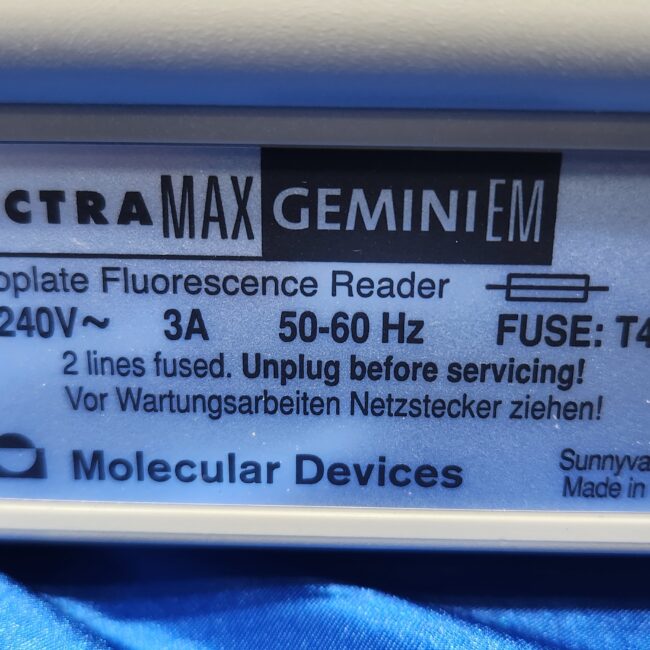 CTRAMAX GEMINI EM
oplate Fluorescence Reader
240V~ 3A 50-60 Hz FUSE: T4
2 lines fused. Unplug before servicing!
Vor Wartungsarbeiten Netzstecker ziehen!
Molecular Devices
Sunnyva
Made in